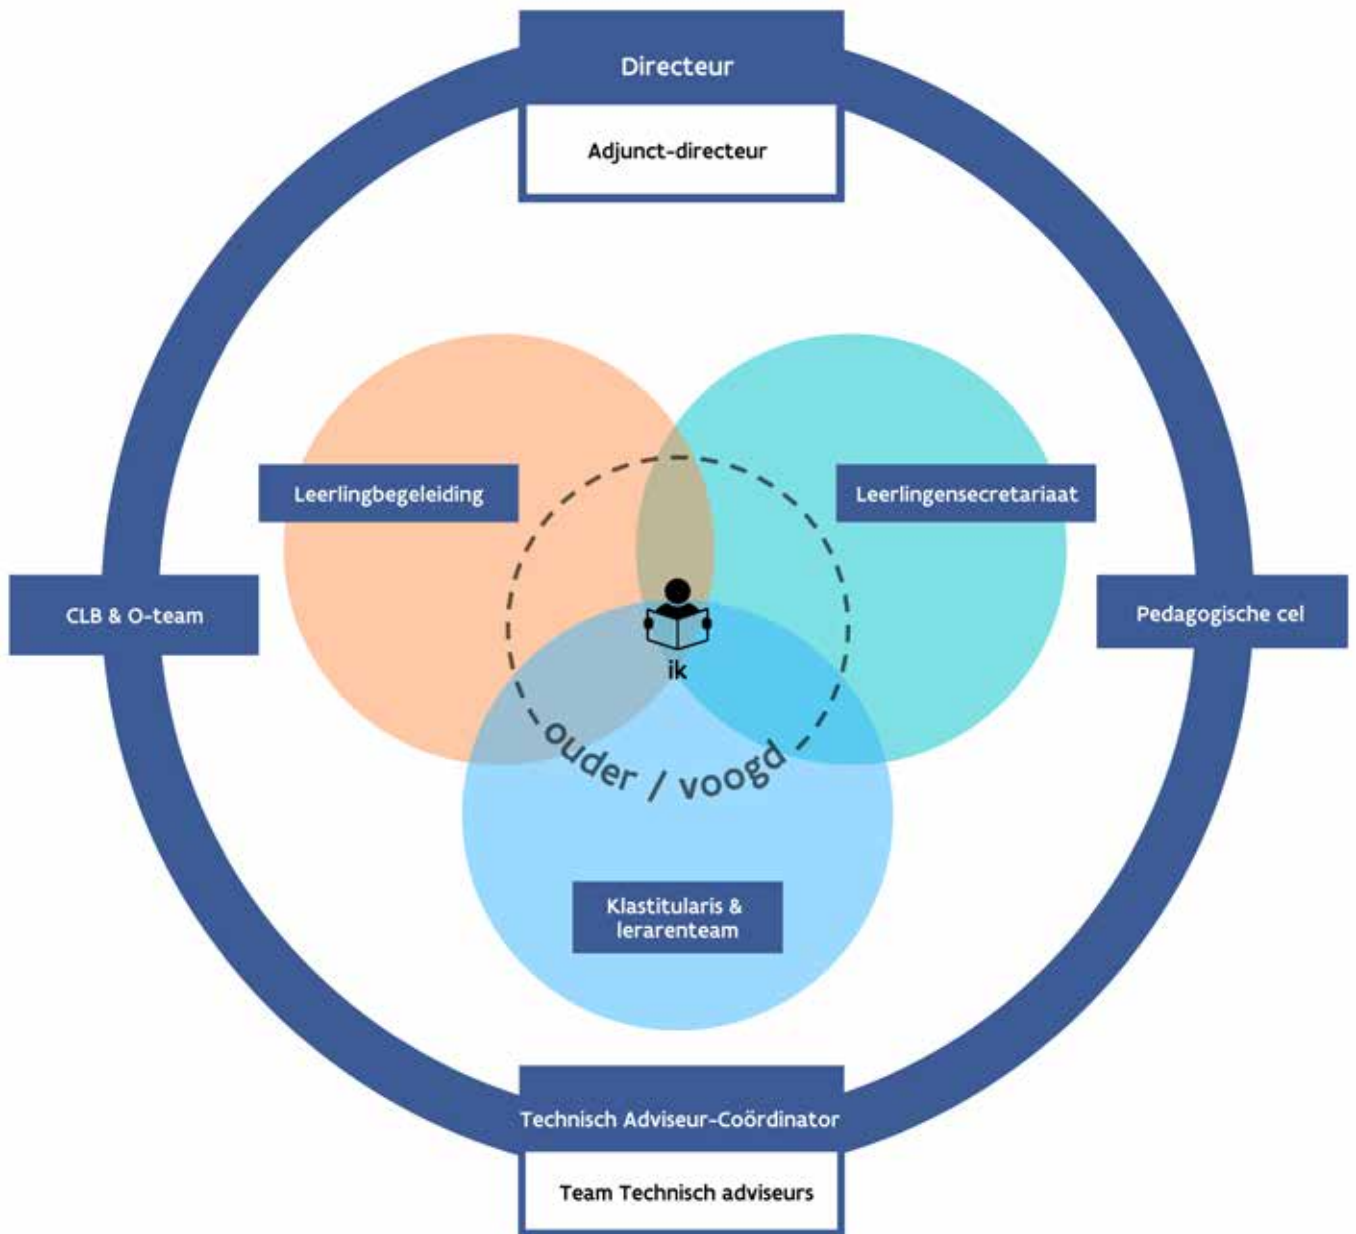 Directeur
Adjunct-directeur
Leerlingbegeleiding
Leerlingensecretariaat
CLB & O-team
Pedagogische cel
ik
ouder / voogd
Klastitularis &
lerarenteam
Technisch Adviseur-Coördinator
Team Technisch adviseurs